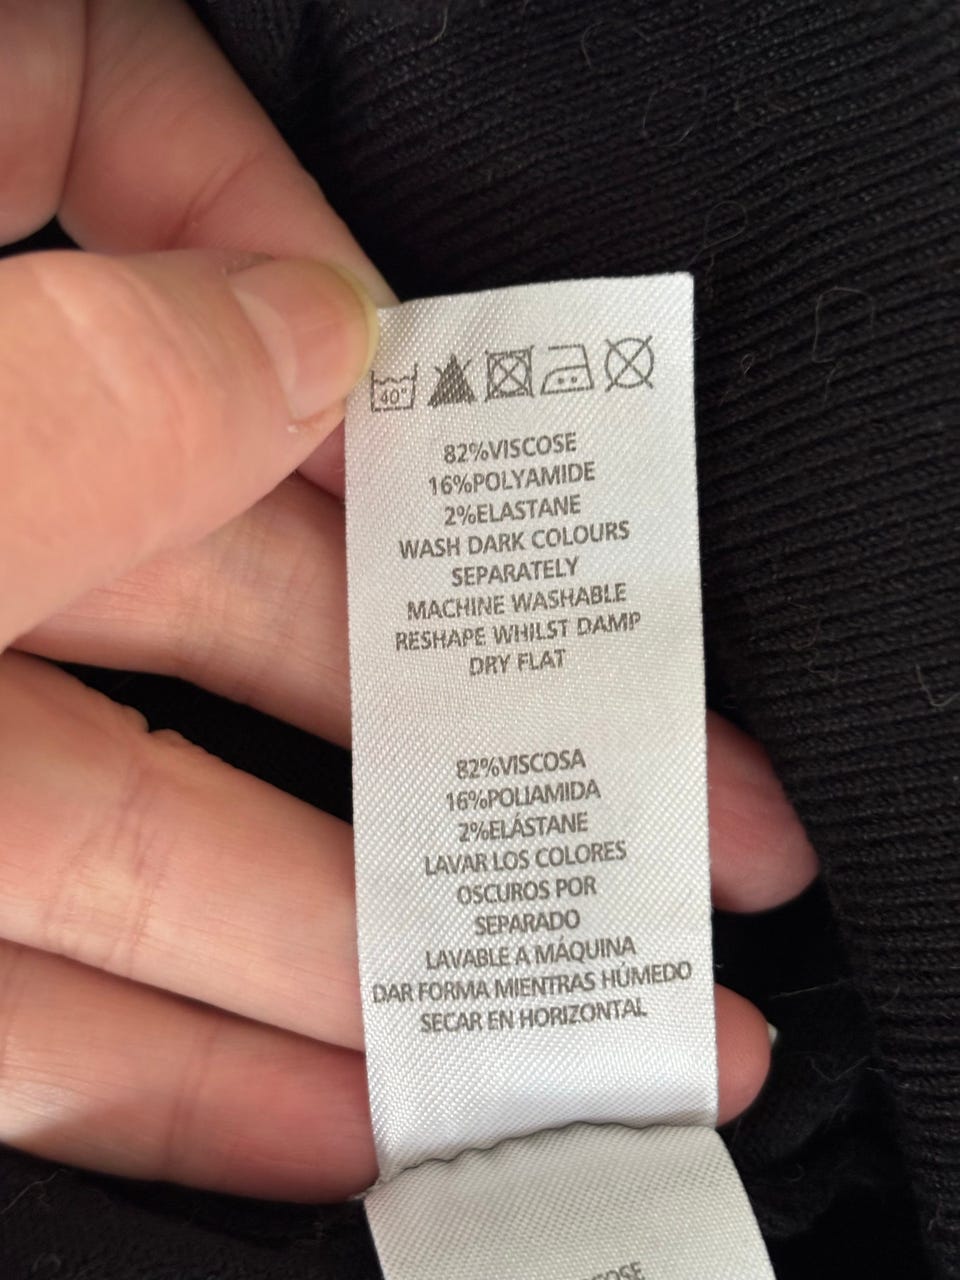 40°
82%VISCOSE
16%POLYAMIDE
2%ELASTANE
WASH DARK COLOURS
SEPARATELY
MACHINE WASHABLE
RESHAPE WHILST DAMP
DRY FLAT
82%VISCOSA
16%POLIAMIDA
2%ELÁSTANE
LAVAR LOS COLORES
OSCUROS POR
SEPARADO
LAVABLE A MÁQUINA
DAR FORMA MIENTRAS HÚMEDO
SECAR EN HORIZONTAL